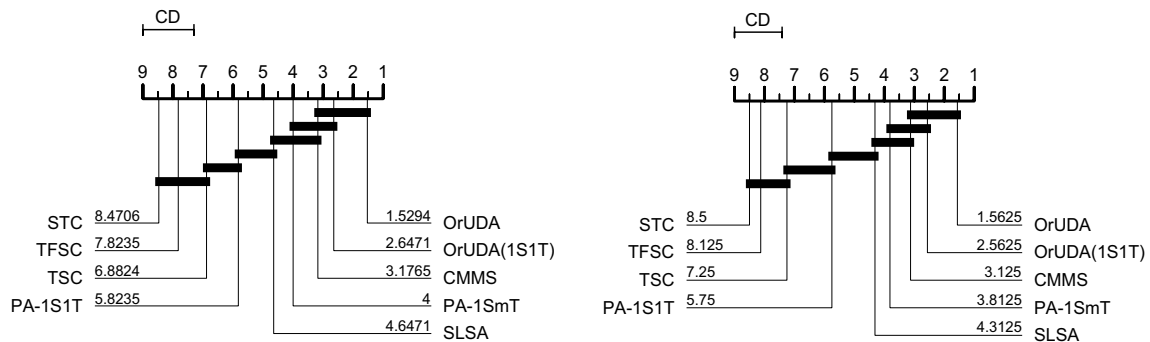 CD
9 8 7 6 5 4 3 2 1
STC 8.4706
TFSC 7.8235
TSC 6.8824
PA-1S1T 5.8235
1.5294 OrUDA
2.6471 OrUDA(1S1T)
3.1765 CMMS
4 PA-1SmT
4.6471 SLSA
CD
9 8 7 6 5 4 3 2 1
STC 8.5
TFSC 8.125
TSC 7.25
PA-1S1T 5.75
1.5625 OrUDA
2.5625 OrUDA(1S1T)
3.125 CMMS
3.8125 PA-1SmT
4.3125 SLSA